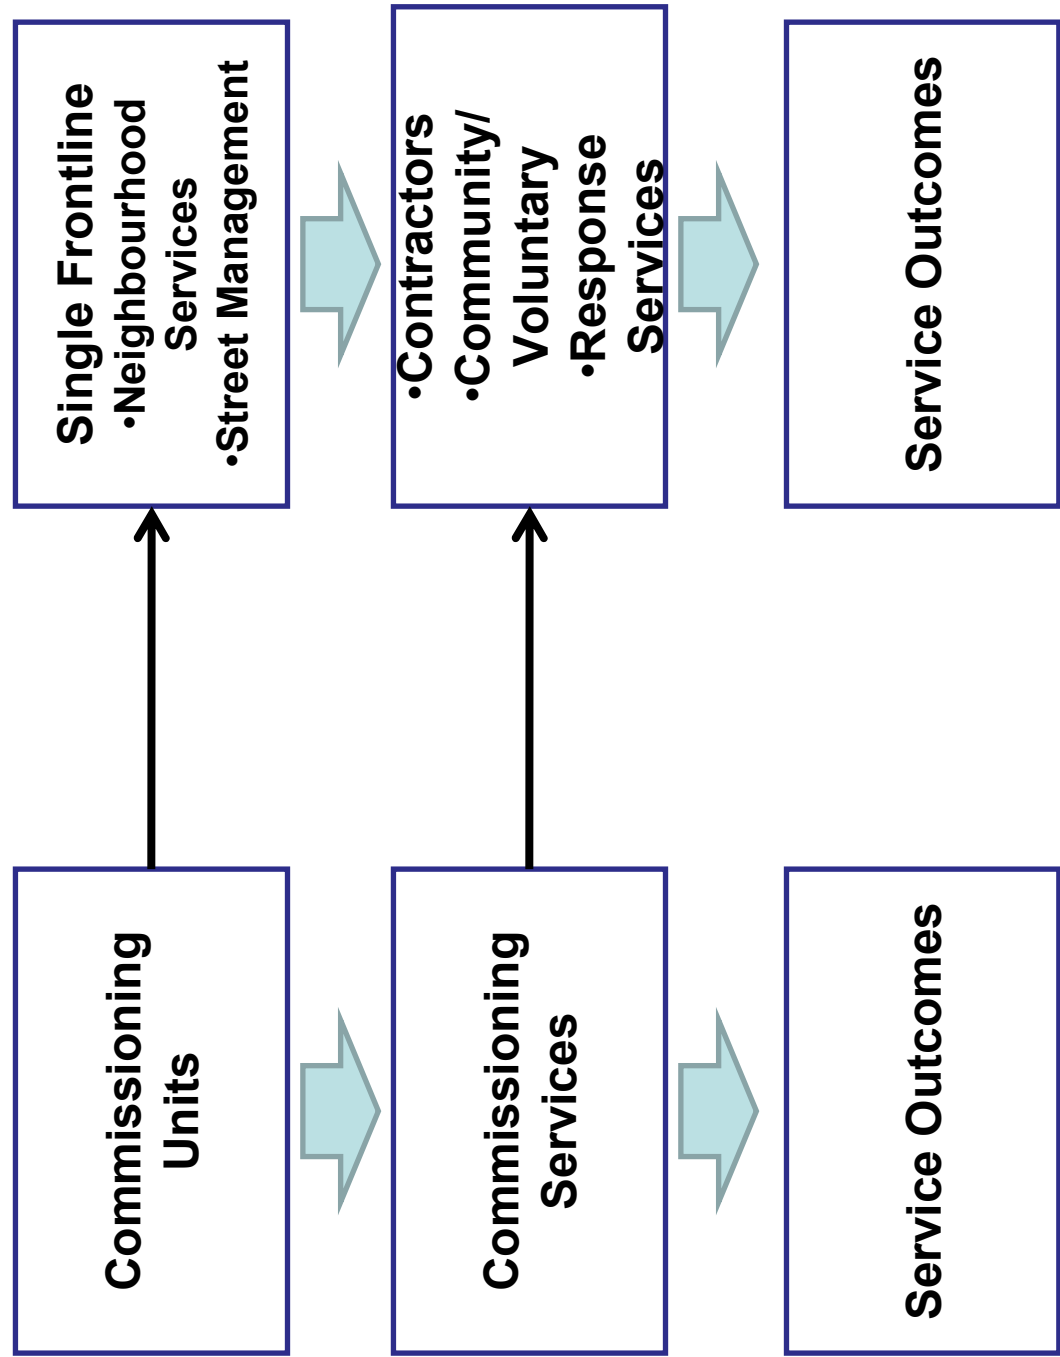 Commissioning
Units
Single Frontline
•Neighbourhood
Services
•Street Management
Commissioning
Services
•Contractors
•Community/
Voluntary
•Response
Services
Service Outcomes
Service Outcomes